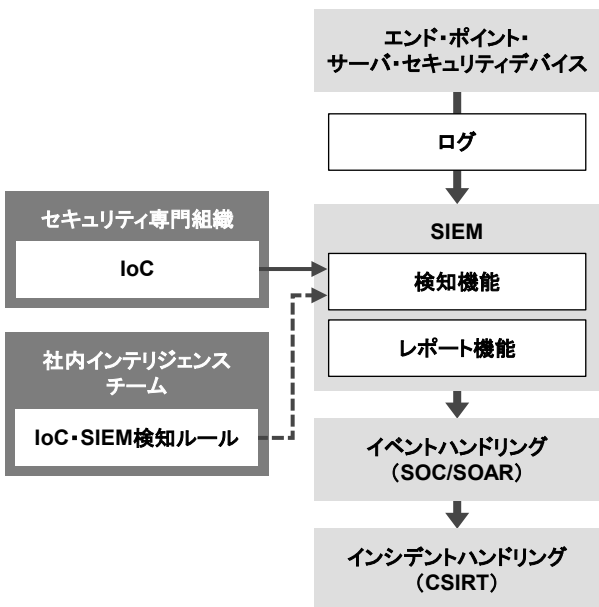 エンド・ポイント・
サーバ・セキュリティデバイス
ログ
セキュリティ専門組織
IoC
SIEM
検知機能
レポート機能
社内インテリジェンス
チーム
IoC・SIEM検知ルール
イベントハンドリング
（SOC/SOAR）
インシデントハンドリング
（CSIRT）